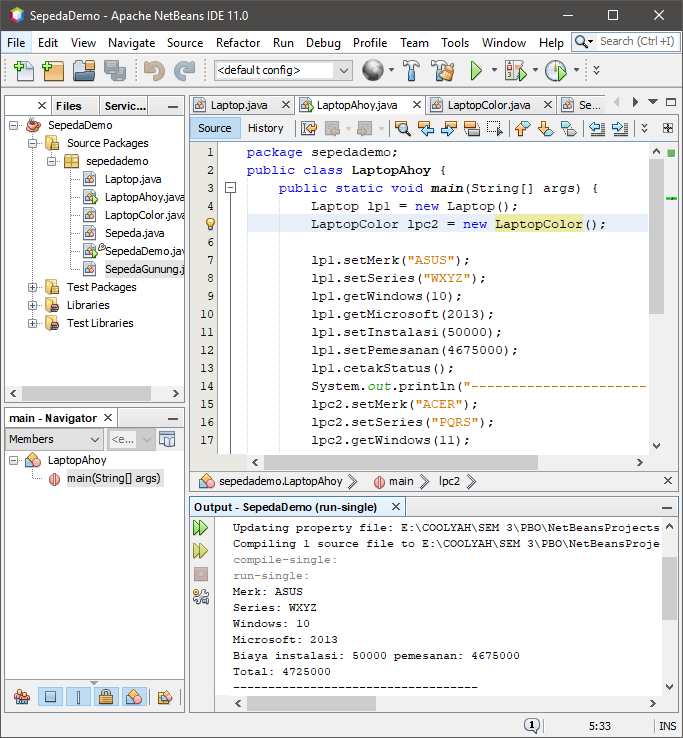 SepedaDemo - Apache NetBeans IDE 11.0
File Edit View Navigate Source Refactor Run Debug Profile Team Tools Window Help Search (Ctrl+I)
<default config>
Files Servic...
SepedaDemo
Source Packages
sepedademo
Laptop.java
LaptopAhoy.java
LaptopColor.java
Sepeda.java
SepedaDemo.java
SepedaGunung.j
Test Packages
Libraries
Test Libraries
main - Navigator
Members <e...
LaptopAhoy
main(String[] args)
Laptop.java LaptopAhoy.java LaptopColor.java Se...
Source History
1 package sepedademo;
2 public class LaptopAhoy {
3 public static void main(String[] args) {
4 Laptop lp1 = new Laptop();
LaptopColor lpc2 = new LaptopColor();
6
7 lp1.setMerk("ASUS");
8 lp1.setSeries("WXYZ");
9 lp1.getWindows(10);
10 lp1.getMicrosoft(2013);
11 lp1.setInstalasi(50000);
12 lp1.setPemesanan(4675000);
13 lp1.cetakStatus();
14 System.out.println("----------------------
15 lpc2.setMerk("ACER");
16 lpc2.setSeries("PQRS");
17 lpc2.getWindows(11);
sepedademo.LaptopAhoy main lpc2
Output - SepedaDemo (run-single)
Updating property file: E:\COOLYAH\SEM 3\PBO\NetBeansProjects
Compiling 1 source file to E:\COOLYAH\SEM 3\PBO\NetBeansProje
compile-single:
run-single:
Merk: ASUS
Series: WXYZ
Windows: 10
Microsoft: 2013
Biaya instalasi: 50000 pemesanan: 4675000
Total: 4725000
-----------------------------------
1 5:33 INS